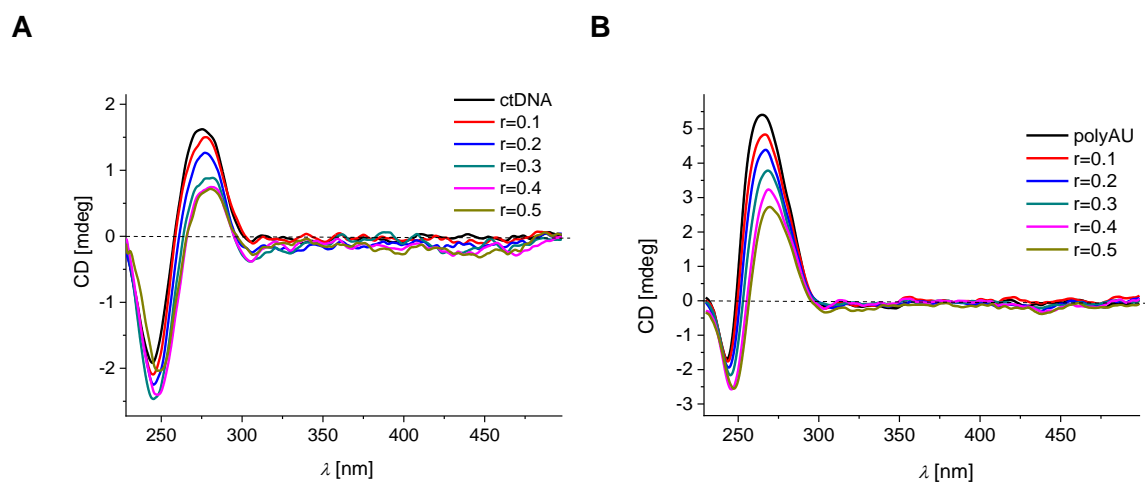 A
CD [mdeg]
2
1
0
-1
-2
250 300 350 400 450
λ [nm]
ctDNA
r=0.1
r=0.2
r=0.3
r=0.4
r=0.5
B
CD [mdeg]
5
4
3
2
1
0
-1
-2
-3
250 300 350 400 450
λ [nm]
polyAU
r=0.1
r=0.2
r=0.3
r=0.4
r=0.5